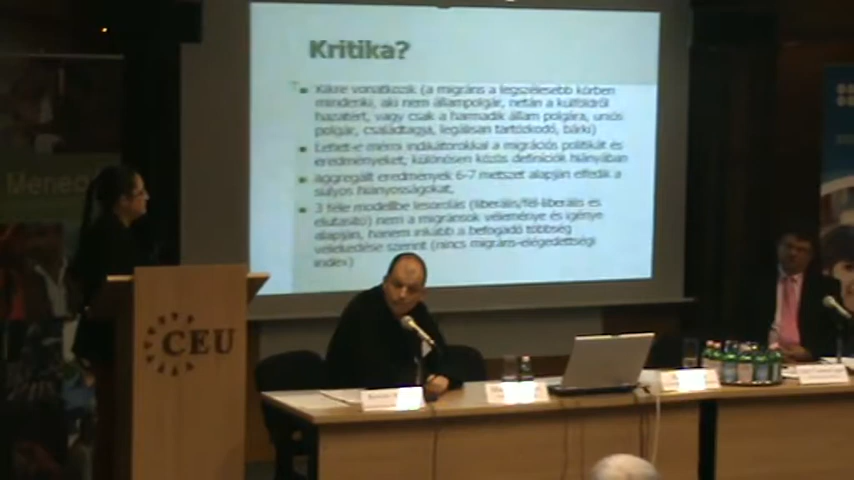 Kritika?
Kikre vonatkozik (a migráns a legszélesebb körben
mindenki, aki nem állampolgár, netán a külföldről
hazatért, vagy csak a harmadik állam polgára, uniós
polgár, családtagja, legálisan tartózkodó, bárki)
Lehet-e mérni indikátorokkal a migrációs politikát és
eredményeket, különösen közös definíciók hiányában
aggregált eredmények 6-7 metszet alapján elfedik a
súlyos hiányosságokat,
3 féle modellbe besorolás (liberális/fél-liberális és
elutasító) nem a migránsok véleménye és igénye
alapján, hanem inkább a befogadó többség
vélekedése szerint (nincs migráns-elégedettségi
index)
Menedé
CEU